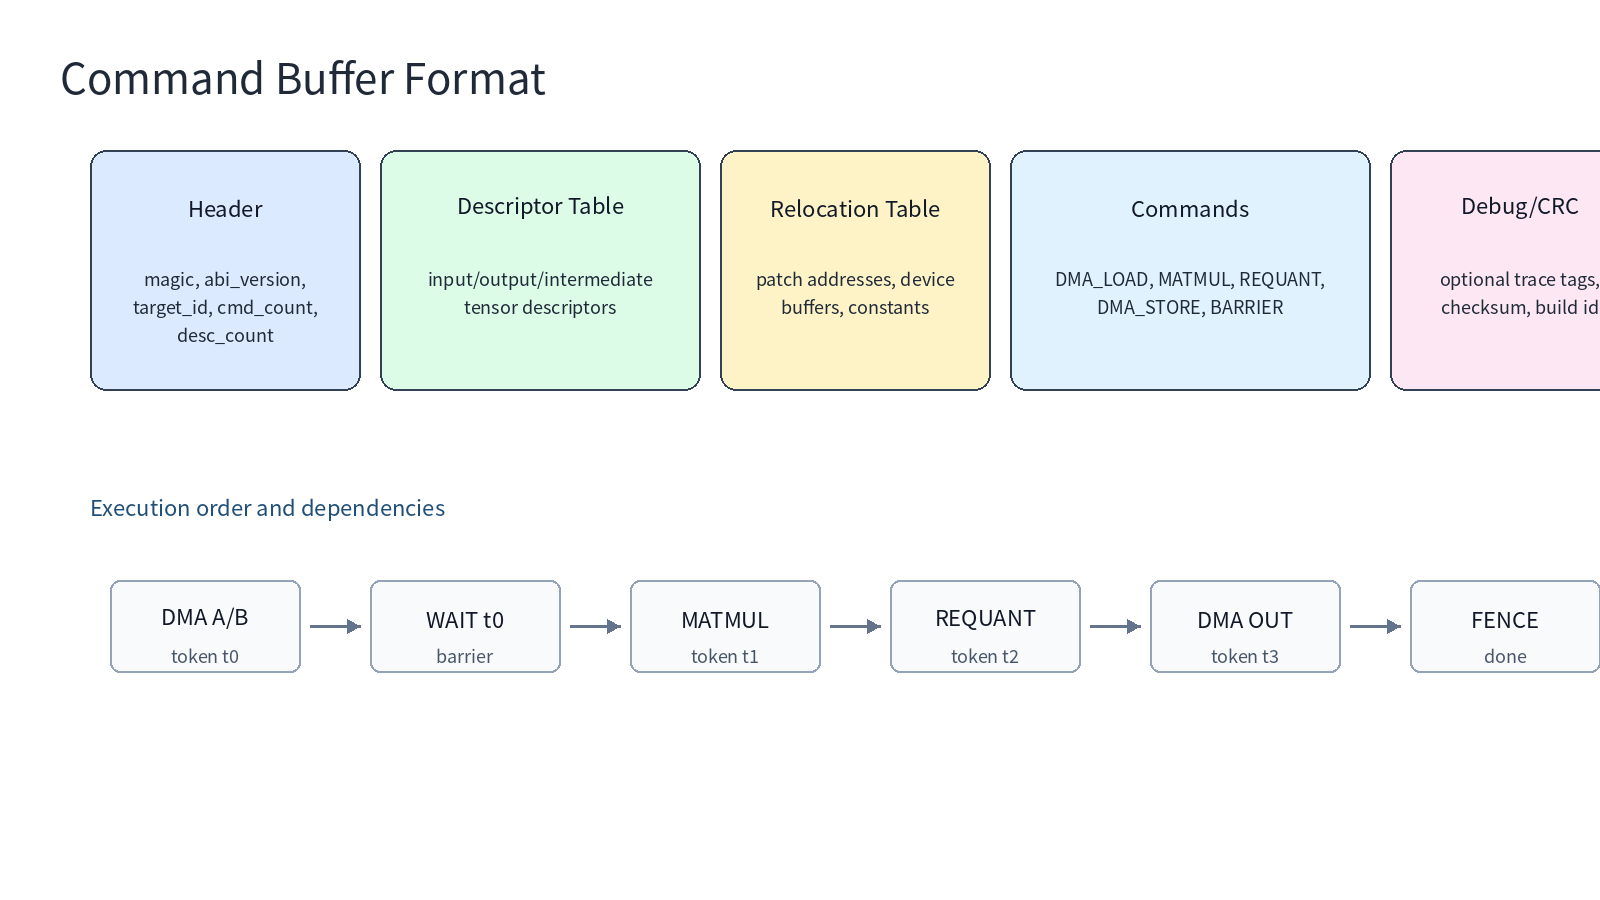 Command Buffer Format
Header
magic, abi_version,
target_id, cmd_count,
desc_count
Descriptor Table
input/output/intermediate
tensor descriptors
Relocation Table
patch addresses, device
buffers, constants
Commands
DMA_LOAD, MATMUL, REQUANT,
DMA_STORE, BARRIER
Debug/CRC
optional trace tags,
checksum, build id
Execution order and dependencies
DMA A/B
token t0
WAIT t0
barrier
MATMUL
token t1
REQUANT
token t2
DMA OUT
token t3
FENCE
done